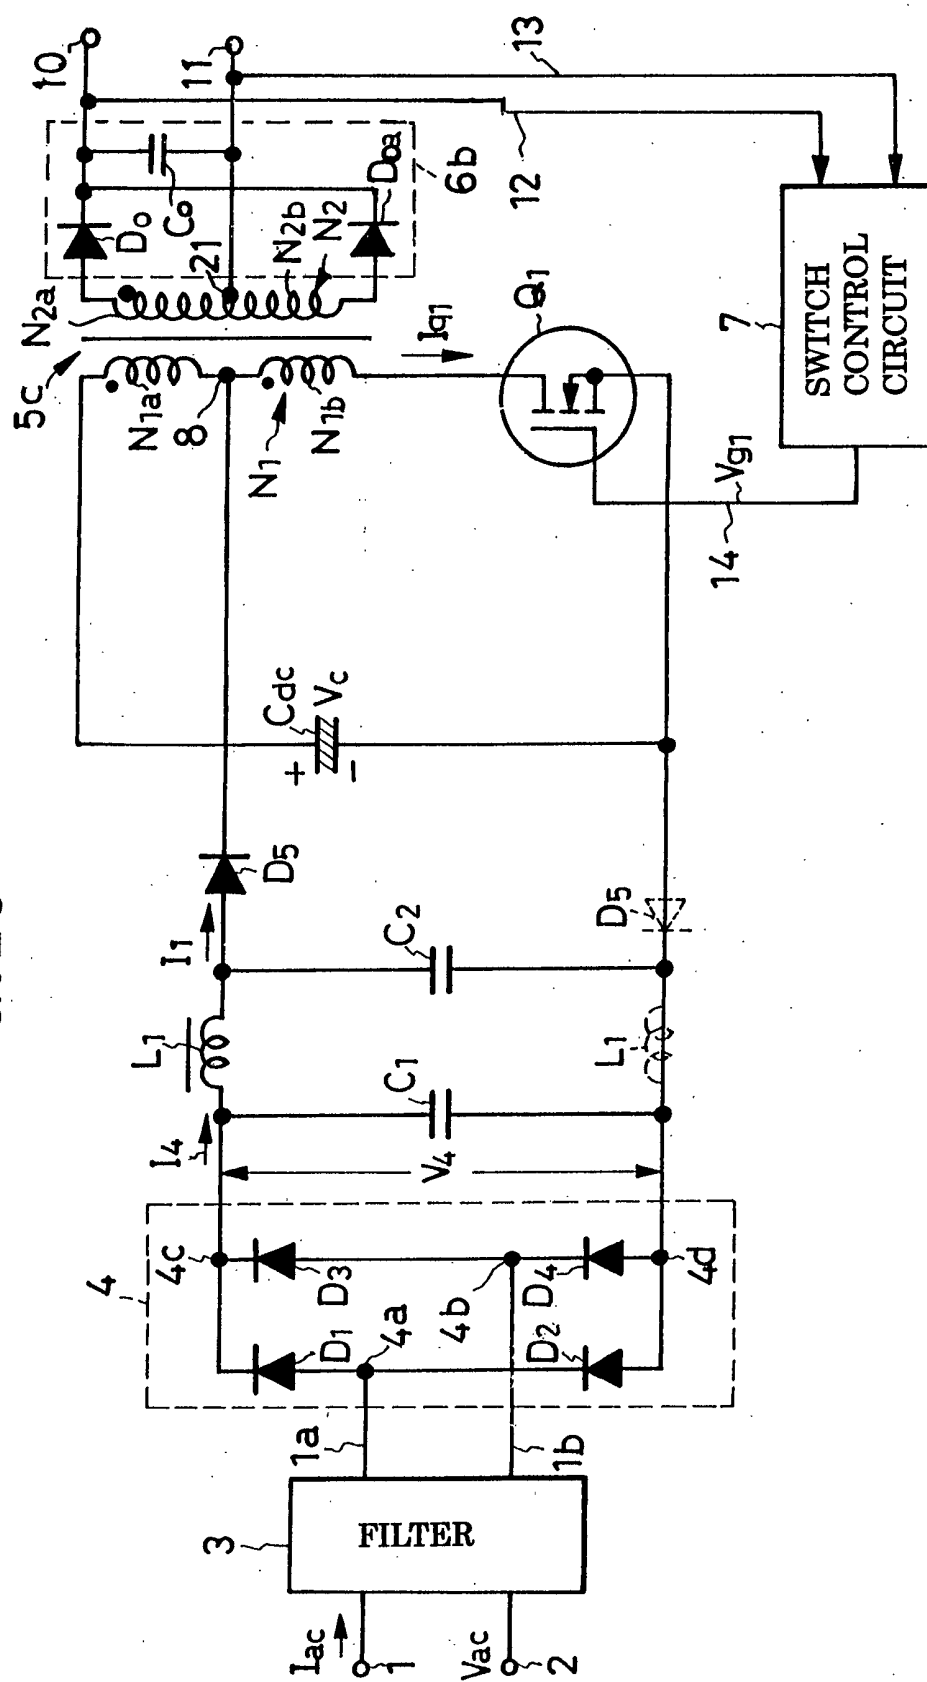 Iac
1
Vac
2
3
FILTER
1a
1b
4
4c
D1
4a
D3
4b
D2
D4
4d
I4
V4
L1
C1
L1
I1
C2
D5
D5
Cdc
Vc
+
−
5c
N1a
8
N1
N1b
Iq1
Q1
14
Vg1
7
SWITCH
CONTROL
CIRCUIT
N2a
21
N2b
N2
Do
Co
Doa
6b
10
11
12
13